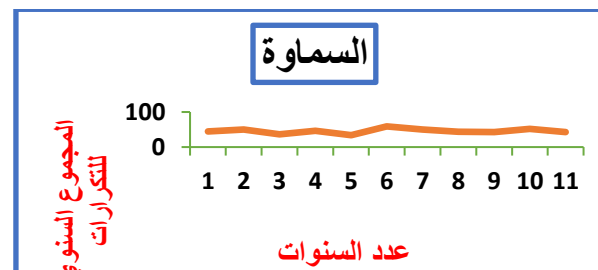 السماوة
المجموع السنوي
للتكرارات
100
0
1 2 3 4 5 6 7 8 9 10 11
عدد السنوات